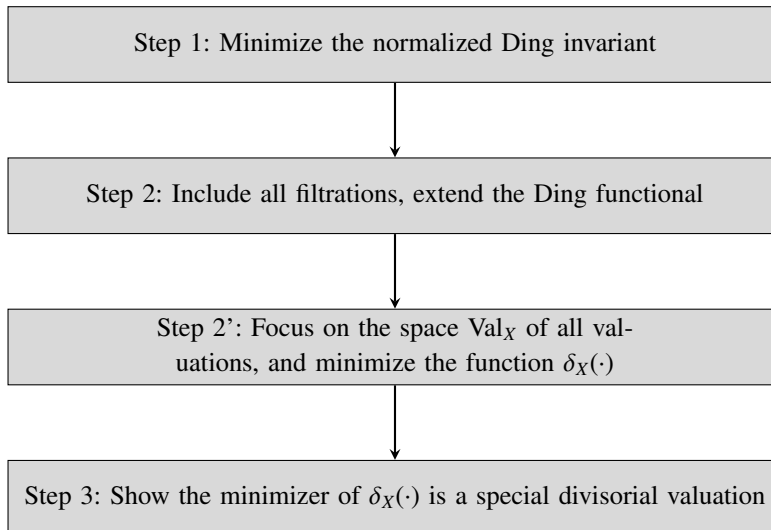 Step 1: Minimize the normalized Ding invariant
Step 2: Include all filtrations, extend the Ding functional
Step 2’: Focus on the space Val_X of all val-
uations, and minimize the function δ_X(·)
Step 3: Show the minimizer of δ_X(·) is a special divisorial valuation